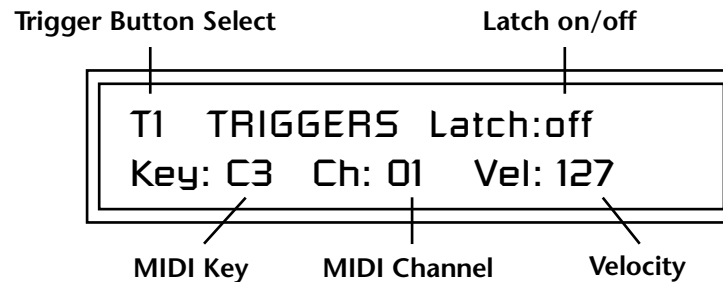 Trigger Button Select Latch on/off
T1 TRIGGERS Latch:off
Key: C3 Ch: 01 Vel: 127
MIDI Key MIDI Channel Velocity